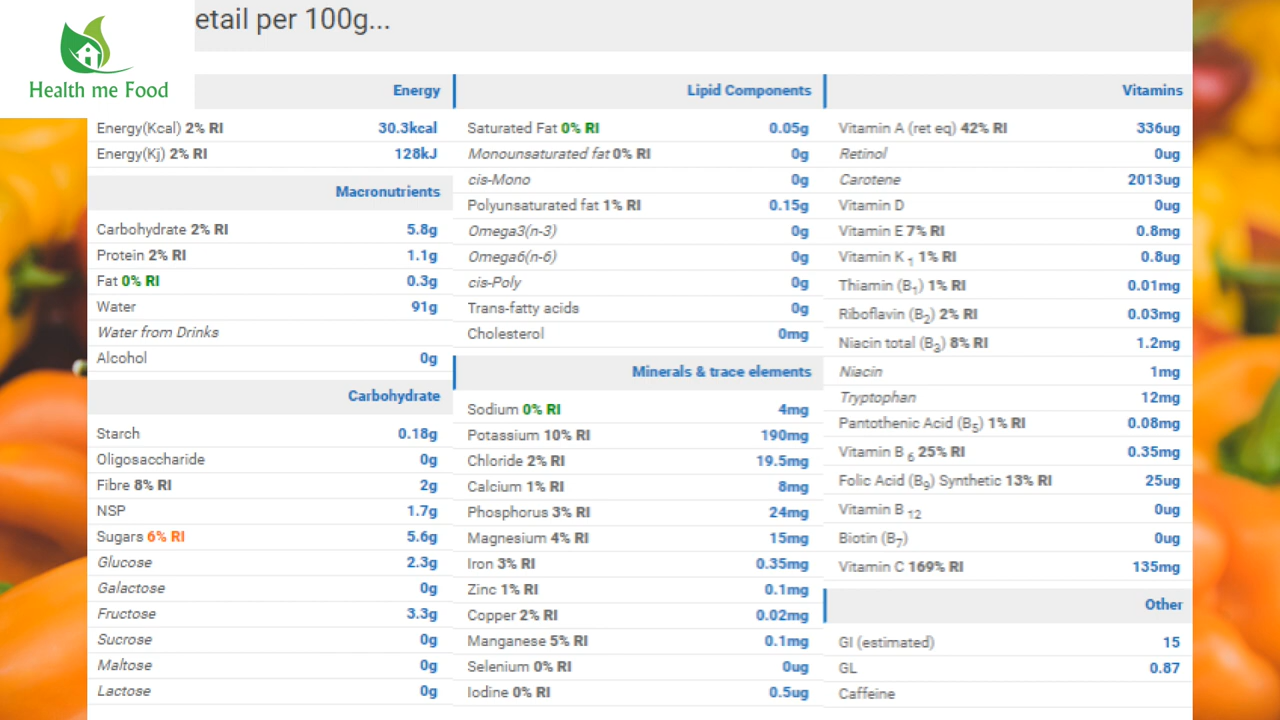 etail per 100g...
Health me Food
Energy
Energy(Kcal) 2% RI 30.3kcal
Energy(Kj) 2% RI 128kJ
Macronutrients
Carbohydrate 2% RI 5.8g
Protein 2% RI 1.1g
Fat 0% RI 0.3g
Water 91g
Water from Drinks
Alcohol 0g
Carbohydrate
Starch 0.18g
Oligosaccharide 0g
Fibre 8% RI 2g
NSP 1.7g
Sugars 6% RI 5.6g
Glucose 2.3g
Galactose 0g
Fructose 3.3g
Sucrose 0g
Maltose 0g
Lactose 0g
Lipid Components
Saturated Fat 0% RI 0.05g
Monounsaturated fat 0% RI 0g
cis-Mono 0g
Polyunsaturated fat 1% RI 0.15g
Omega3(n-3) 0g
Omega6(n-6) 0g
cis-Poly 0g
Trans-fatty acids 0g
Cholesterol 0mg
Minerals & trace elements
Sodium 0% RI 4mg
Potassium 10% RI 190mg
Chloride 2% RI 19.5mg
Calcium 1% RI 8mg
Phosphorus 3% RI 24mg
Magnesium 4% RI 15mg
Iron 3% RI 0.35mg
Zinc 1% RI 0.1mg
Copper 2% RI 0.02mg
Manganese 5% RI 0.1mg
Selenium 0% RI 0ug
Iodine 0% RI 0.5ug
Vitamins
Vitamin A (ret eq) 42% RI 336ug
Retinol 0ug
Carotene 2013ug
Vitamin D 0ug
Vitamin E 7% RI 0.8mg
Vitamin K 1 1% RI 0.8ug
Thiamin (B1) 1% RI 0.01mg
Riboflavin (B2) 2% RI 0.03mg
Niacin total (B3) 8% RI 1.2mg
Niacin 1mg
Tryptophan 12mg
Pantothenic Acid (B5) 1% RI 0.08mg
Vitamin B 6 25% RI 0.35mg
Folic Acid (B9) Synthetic 13% RI 25ug
Vitamin B 12 0ug
Biotin (B7) 0ug
Vitamin C 169% RI 135mg
Other
GI (estimated) 15
GL 0.87
Caffeine